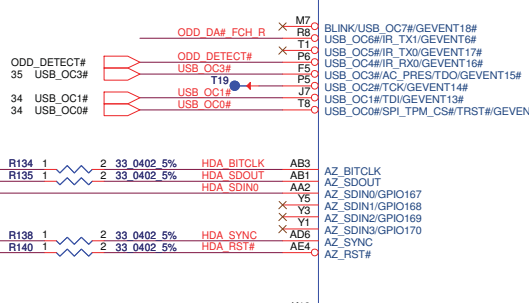 M7 BLINK/USB_OC7#/GEVENT18#
ODD_DA#_FCH_R R8 USB_OC6#/IR_TX1/GEVENT6#
T1 USB_OC5#/IR_TX0/GEVENT17#
ODD_DETECT# ODD_DETECT# P6 USB_OC4#/IR_RX0/GEVENT16#
35 USB_OC3# USB_OC3# F5 USB_OC3#/AC_PRES/TDO/GEVENT15#
T19 P5 USB_OC2#/TCK/GEVENT14#
34 USB_OC1# USB_OC1# J7 USB_OC1#/TDI/GEVENT13#
34 USB_OC0# USB_OC0# T8 USB_OC0#/SPI_TPM_CS#/TRST#/GEVEN
R134 1 2 33_0402_5% HDA_BITCLK AB3 AZ_BITCLK
R135 1 2 33_0402_5% HDA_SDOUT AB1 AZ_SDOUT
HDA_SDIN0 AA2 AZ_SDIN0/GPIO167
Y5 AZ_SDIN1/GPIO168
Y3 AZ_SDIN2/GPIO169
Y1 AZ_SDIN3/GPIO170
R138 1 2 33_0402_5% HDA_SYNC AD6 AZ_SYNC
R140 1 2 33_0402_5% HDA_RST# AE4 AZ_RST#